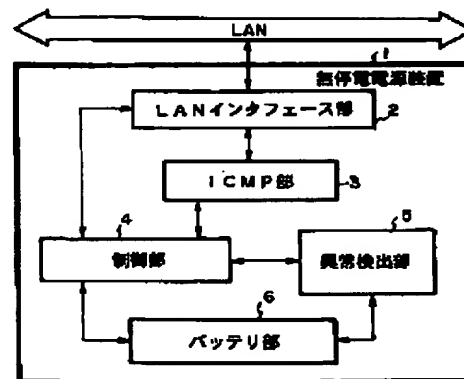 LAN
1
無停電電源装置
LANインタフェース部
2
ICMP部
3
4
制御部
5
異常検出部
6
バッテリ部